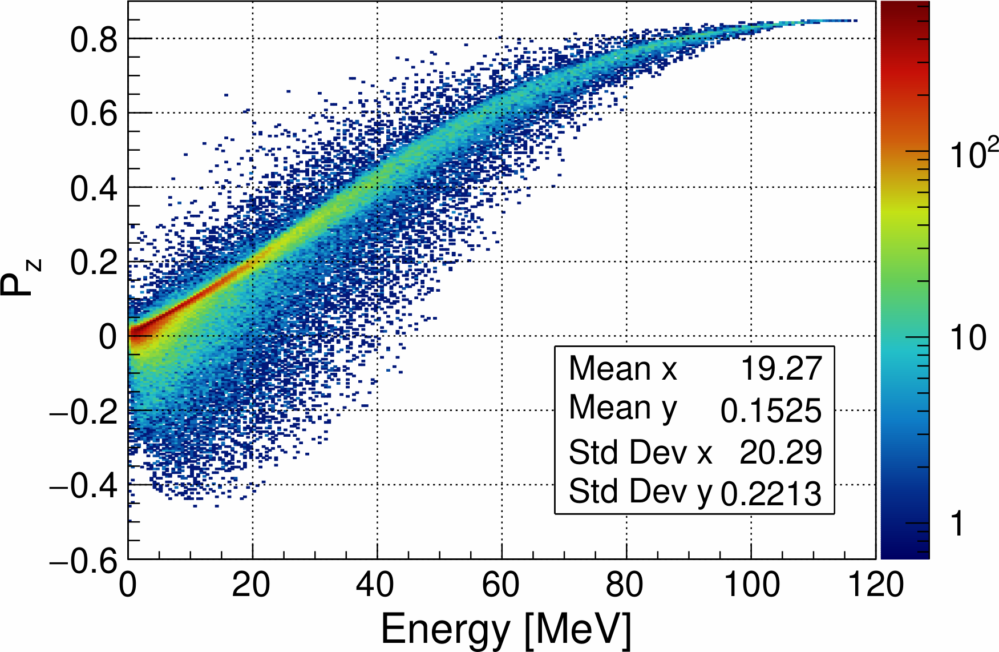 0.8
0.6
0.4
0.2
0
−0.2
−0.4
−0.6
P_z
0 20 40 60 80 100 120
Energy [MeV]
Mean x 19.27
Mean y 0.1525
Std Dev x 20.29
Std Dev y 0.2213
10²
10
1